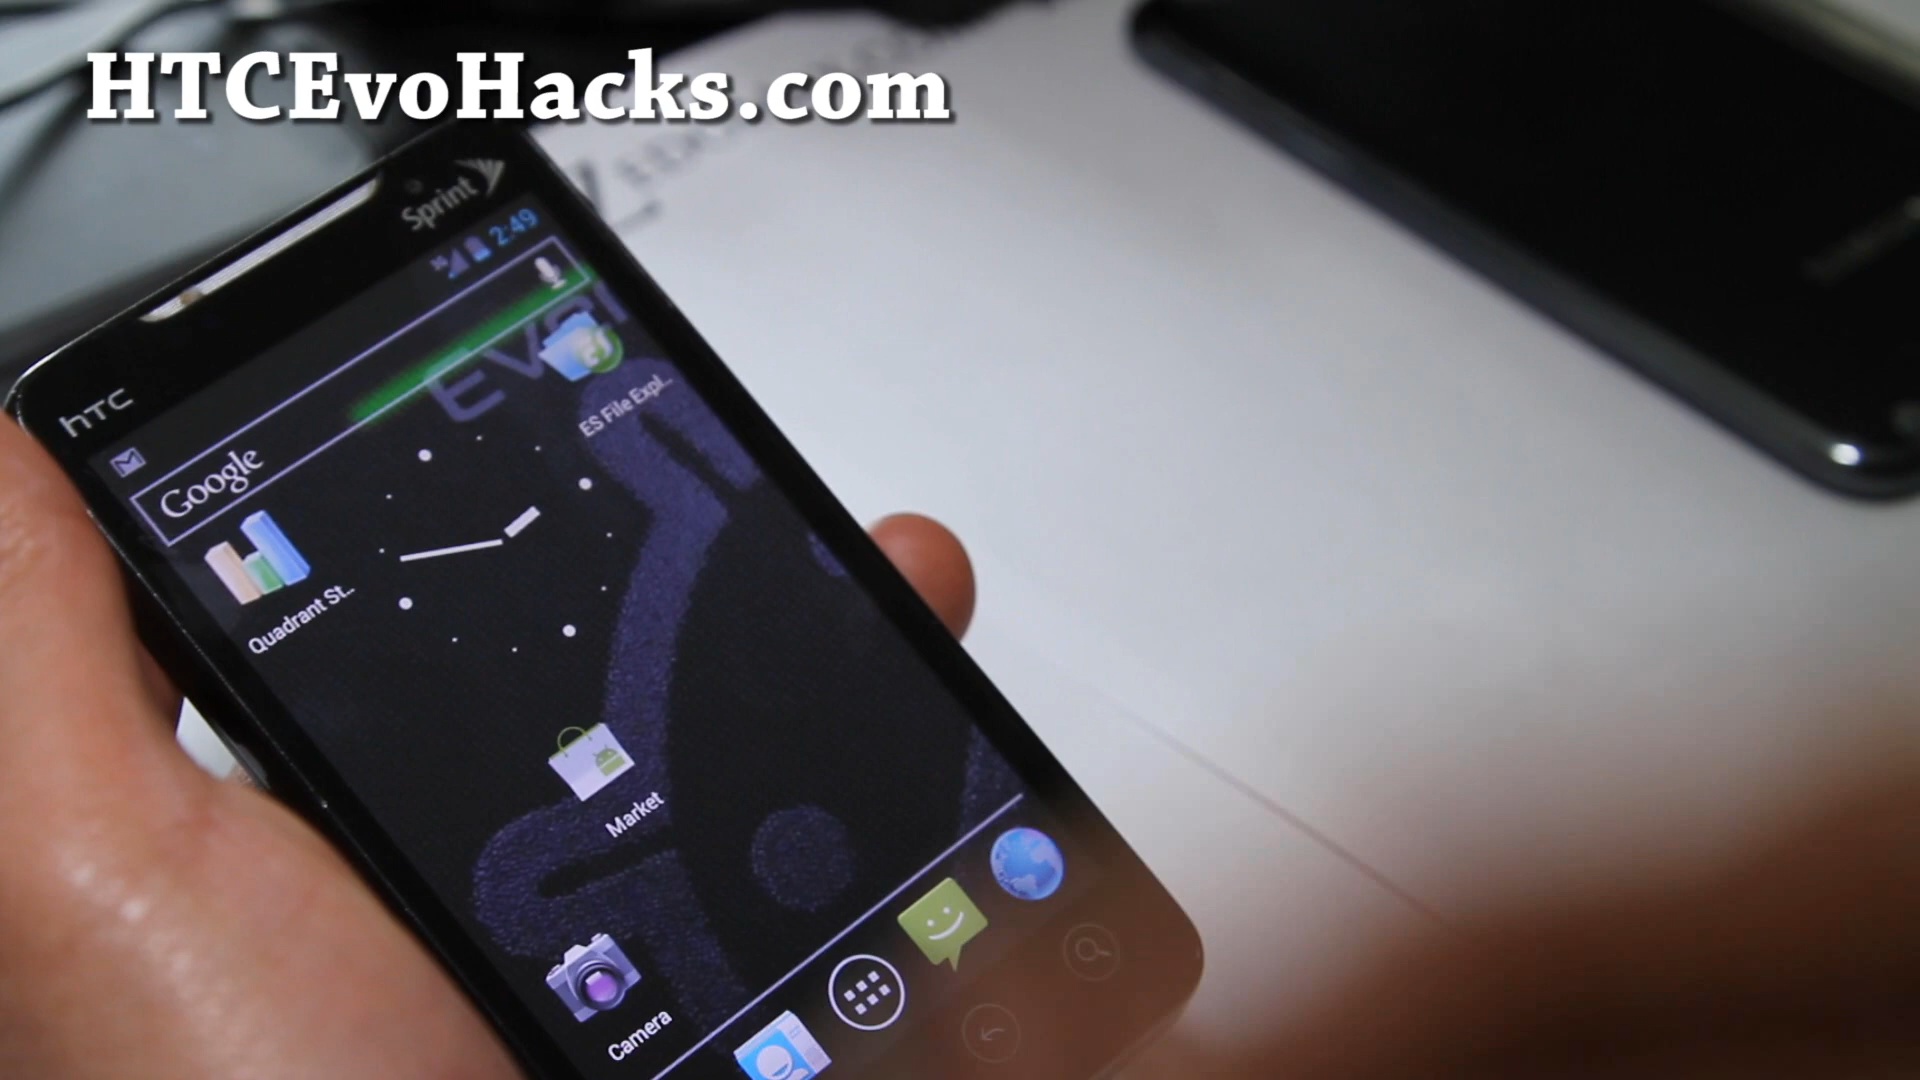 HTCEvoHacks.com
Sprint
2:49
hTC
Google
ES File Expl...
Quadrant St...
Market
Camera